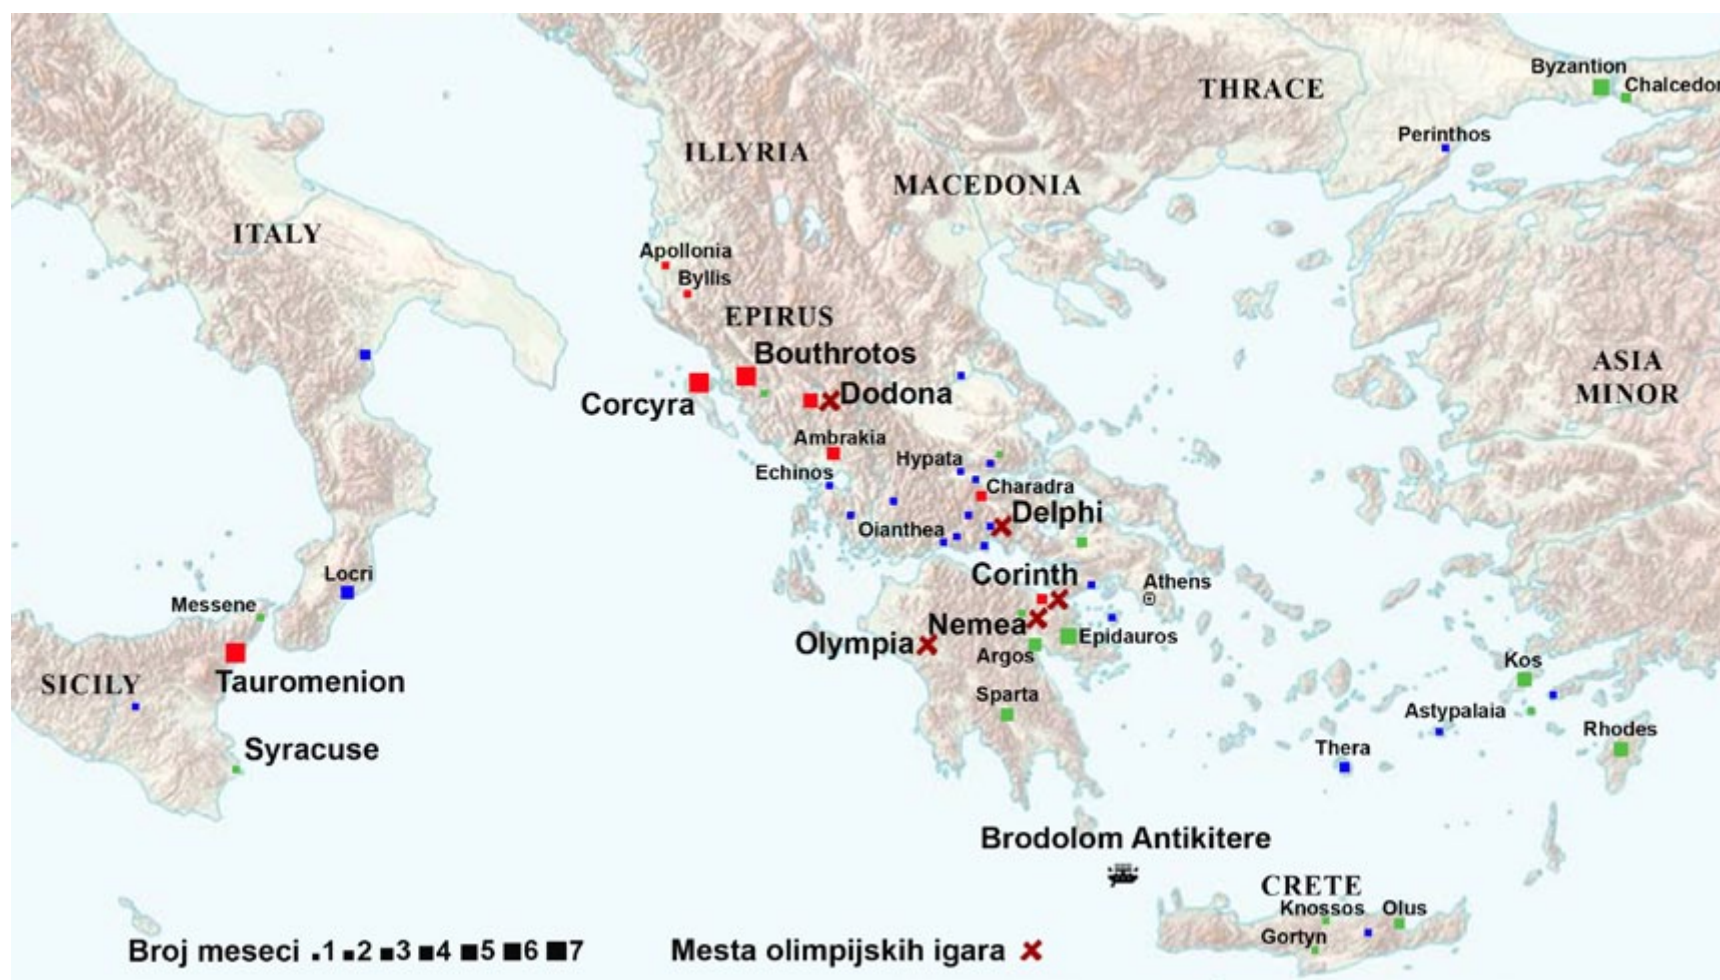 Byzantion
Chalcedon
THRACE
Perinthos
ILLYRIA
MACEDONIA
ITALY
Apollonia
Byllis
EPIRUS
Bouthrotos
ASIA
MINOR
Corcyra
Dodona
Ambrakia
Hypata
Echinos
Charadra
Delphi
Oianthea
Locri
Corinth
Athens
Messene
Nemea
Epidauros
Olympia
Argos
Kos
SICILY
Tauromenion
Sparta
Astypalaia
Rhodes
Syracuse
Thera
Brodolom Antikitere
CRETE
Knossos
Olus
Gortyn
Broj meseci 1 2 3 4 5 6 7
Mesta olimpijskih igara